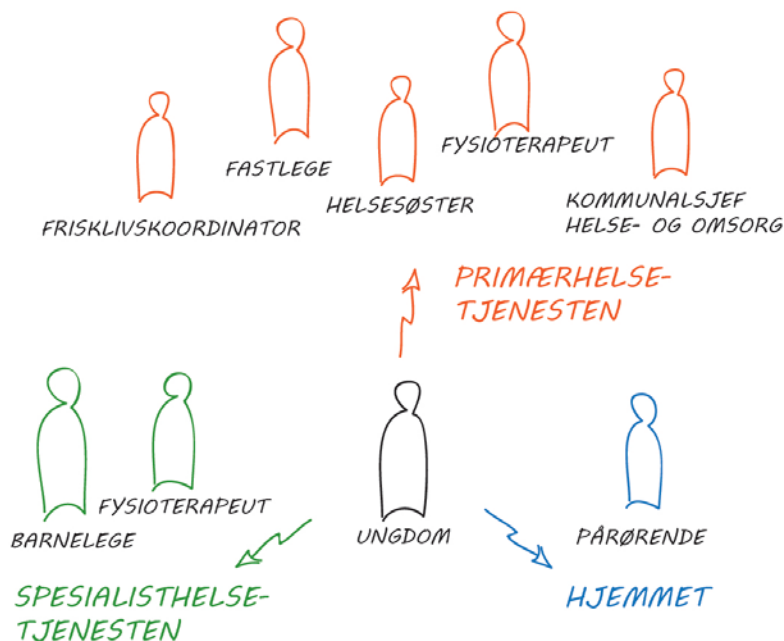 FASTLEGE
FYSIOTERAPEUT
FRISKLIVSKOORDINATOR
HELSESØSTER
KOMMUNALSJEF
HELSE- OG OMSORG
PRIMÆRHELSE-
TJENESTEN
BARNELEGE
FYSIOTERAPEUT
UNGDOM
PÅRØRENDE
SPESIALISTHELSE-
TJENESTEN
HJEMMET